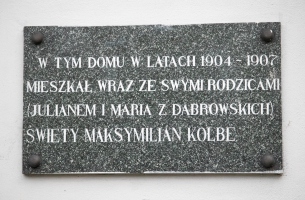 W TYM DOMU W LATACH 1904-1907
MIESZKAŁ WRAZ ZE SWYMI RODZICAMI
(JULIANEM I MARIĄ Z DĄBROWSKICH)
ŚWIĘTY MAKSYMILIAN KOLBE